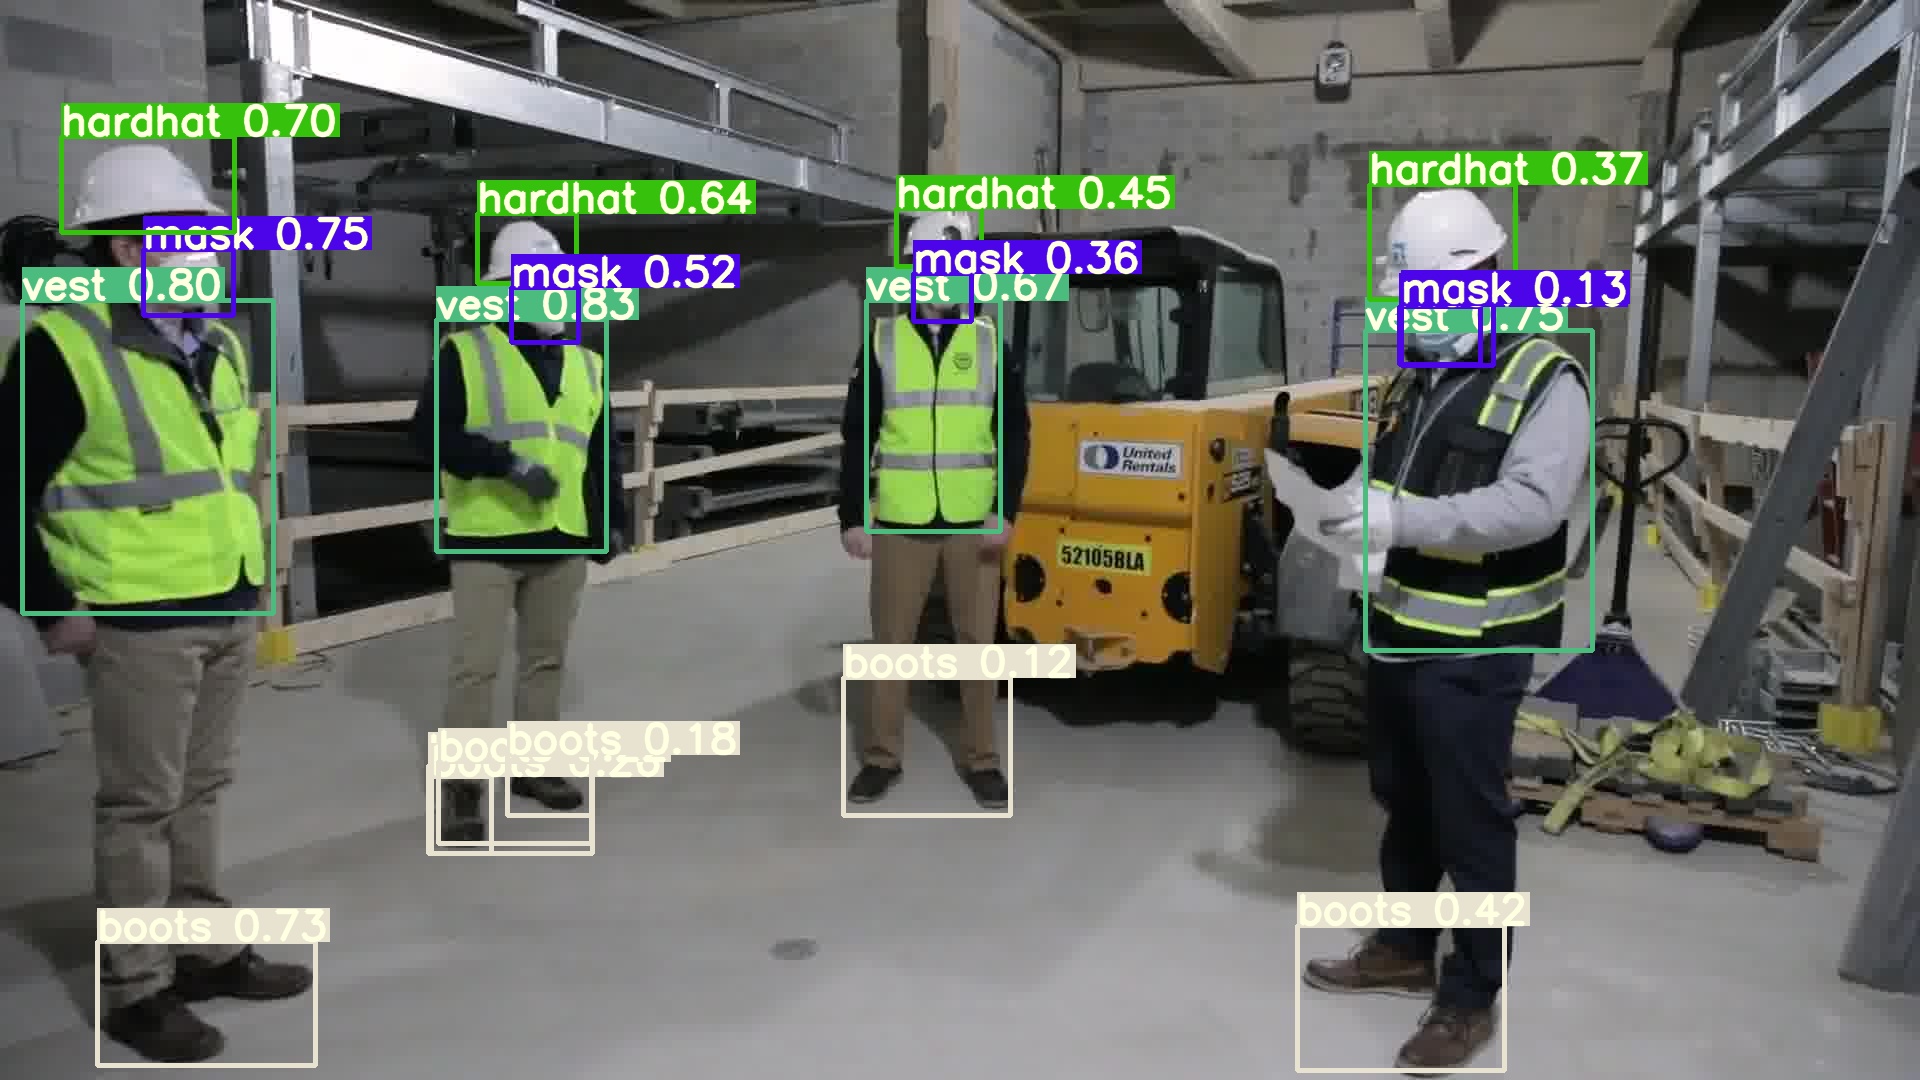 hardhat 0.70
hardhat 0.64
hardhat 0.45
hardhat 0.37
mask 0.75
mask 0.52
mask 0.36
mask 0.13
vest 0.80
vest 0.83
vest 0.67
vest 0.75
United
Rentals
52105BLA
boots 0.12
boots 0.18
boots
boots 0.73
boots 0.42